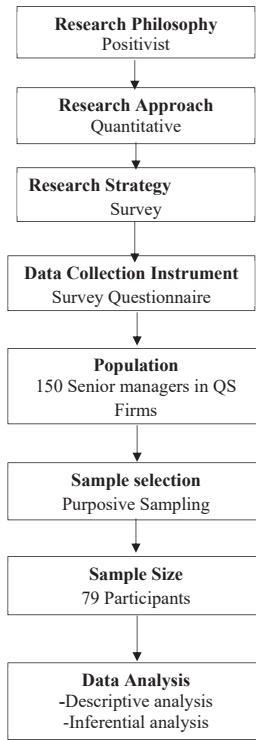 Research Philosophy
Positivist
Research Approach
Quantitative
Research Strategy
Survey
Data Collection Instrument
Survey Questionnaire
Population
150 Senior managers in QS
Firms
Sample selection
Purposive Sampling
Sample Size
79 Participants
Data Analysis
-Descriptive analysis
-Inferential analysis